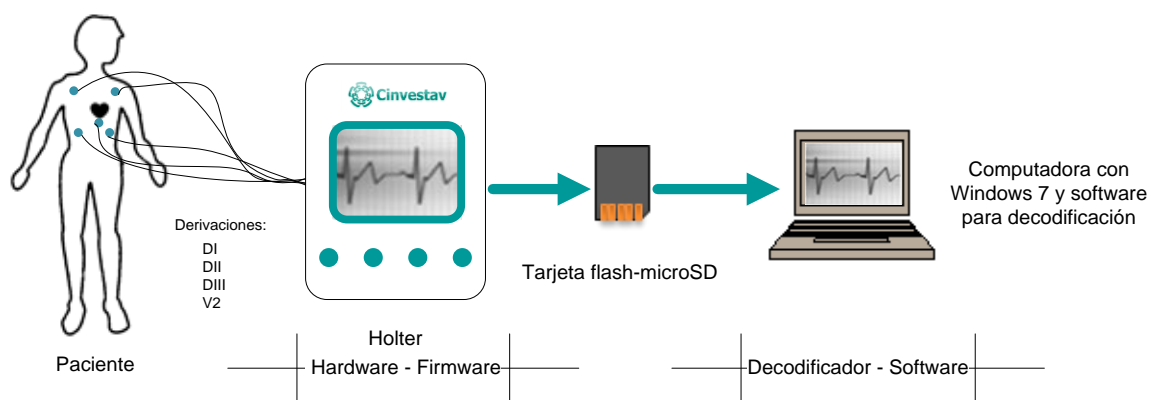 Cinvestav
Derivaciones:
DI
DII
DIII
V2
Paciente
Holter
Hardware - Firmware
Tarjeta flash-microSD
Decodificador - Software
Computadora con
Windows 7 y software
para decodificación